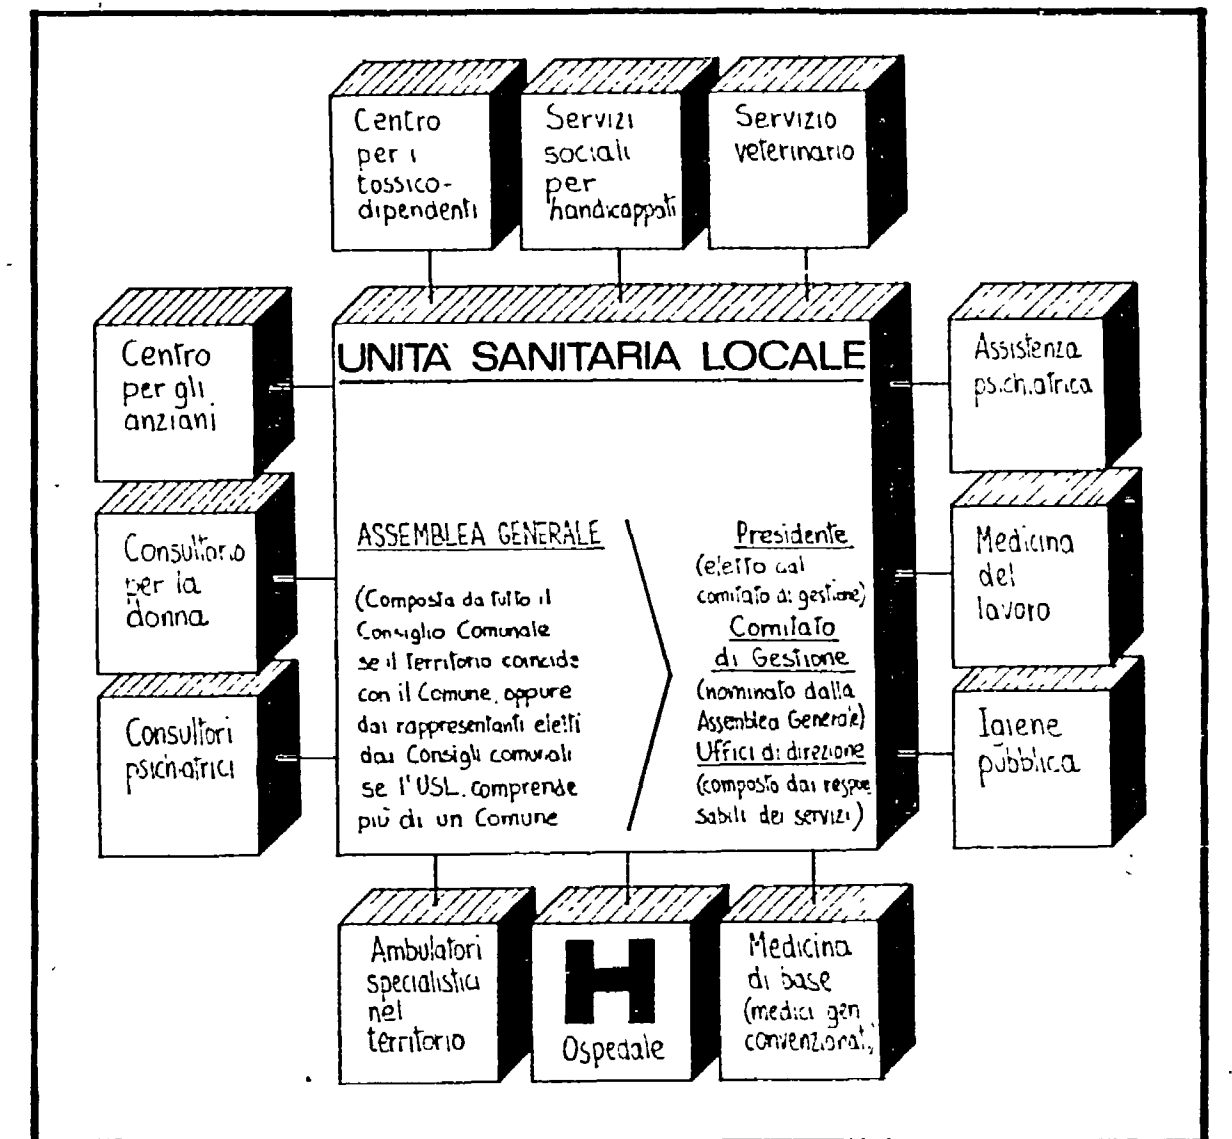 Centro
per i
tossico-
dipendenti
Servizi
sociali
per
handicappati
Servizio
veterinario
UNITÀ SANITARIA LOCALE
Centro
per gli
anziani
Consultorio
per la
donna
Consultori
psichiatrici
ASSEMBLEA GENERALE
(Composta da tutto il
Consiglio Comunale
se il territorio coincide
con il Comune, oppure
dai rappresentanti eletti
dai Consigli comunali
se l'USL. comprende
più di un Comune
Presidente
(eletto dal
comitato di gestione)
Comitato
di Gestione
(nominato dalla
Assemblea Generale)
Uffici di direzione
(composto dai respon
sabili dei servizi)
Assistenza
psichiatrica
Medicina
del
lavoro
Igiene
pubblica
Ambulatori
specialistici
nel
territorio
H
Ospedale
Medicina
di base
(medici gen
convenzionati)